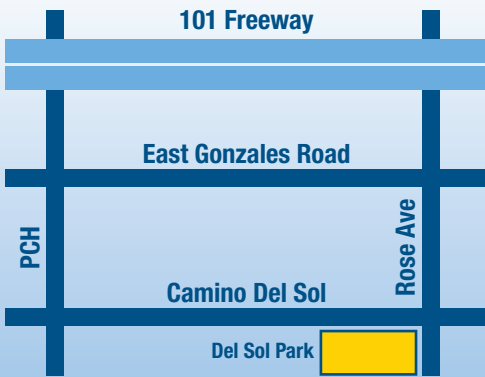 101 Freeway
East Gonzales Road
PCH
Rose Ave
Camino Del Sol
Del Sol Park